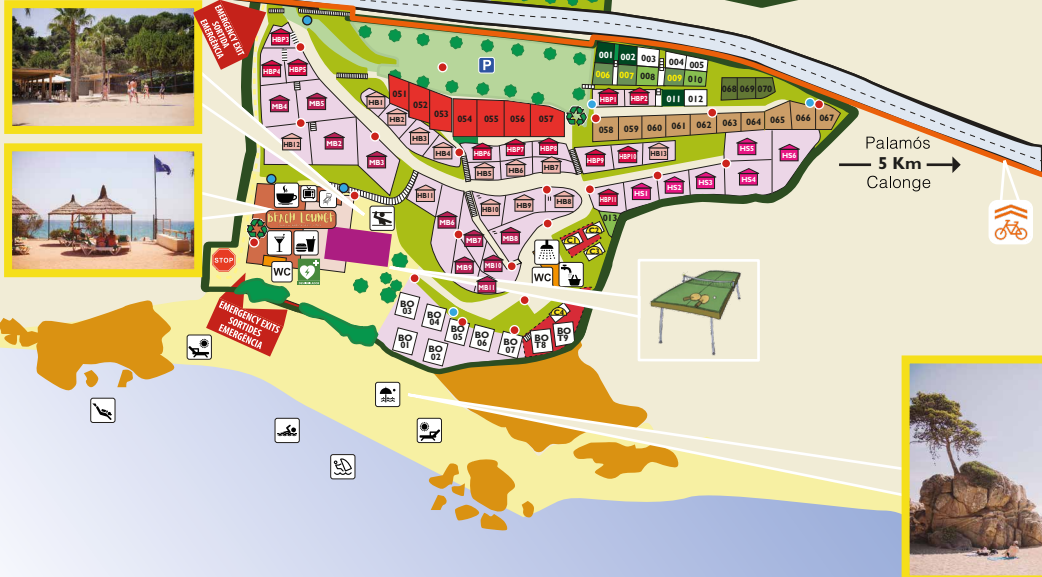 EMERGENCY EXIT
SORTIDA
EMERGÈNCIA
HBP3
HBP4
HBP5
MB4
MB5
HB12
MB2
MB3
HB1
HB2
HB3
HB4
051
052
053
054
055
056
057
P
HBP6
HBP7
HBP8
HB5
HB6
HB7
001
002
003
004
005
006
007
008
009
010
HBP1
HBP2
011
012
068
069
070
058
059
060
061
062
063
064
065
066
067
HBP9
HBP10
HB13
HS5
HS6
HBP11
HS1
HS2
HS3
HS4
013
HB11
HB10
HB9
HB8
MB6
MB7
MB8
MB9
MB10
MB11
BEACH LOUNGE
WC
STOP
WC
EMERGENCY EXITS
SORTIDES
EMERGÈNCIA
BO
03
BO
04
BO
05
BO
06
BO
07
BO
01
BO
02
BO
T8
BO
T9
Palamós
5 Km
Calonge